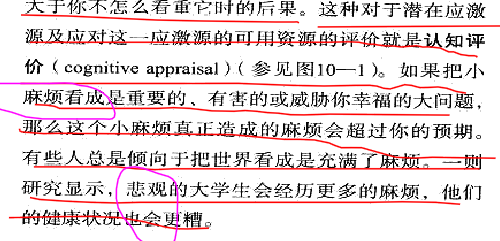 大于你不怎么看重它时的后果。这种对于潜在应激
源及应对这一应激源的可用资源的评价就是认知评
价（cognitive appraisal）（参见图10—1）。如果把小
麻烦看成是重要的、有害的或威胁你幸福的大问题，
那么这个小麻烦真正造成的麻烦会超过你的预期。
有些人总是倾向于把世界看成是充满了麻烦。一则
研究显示，悲观的大学生会经历更多的麻烦，他们
的健康状况也会更糟。